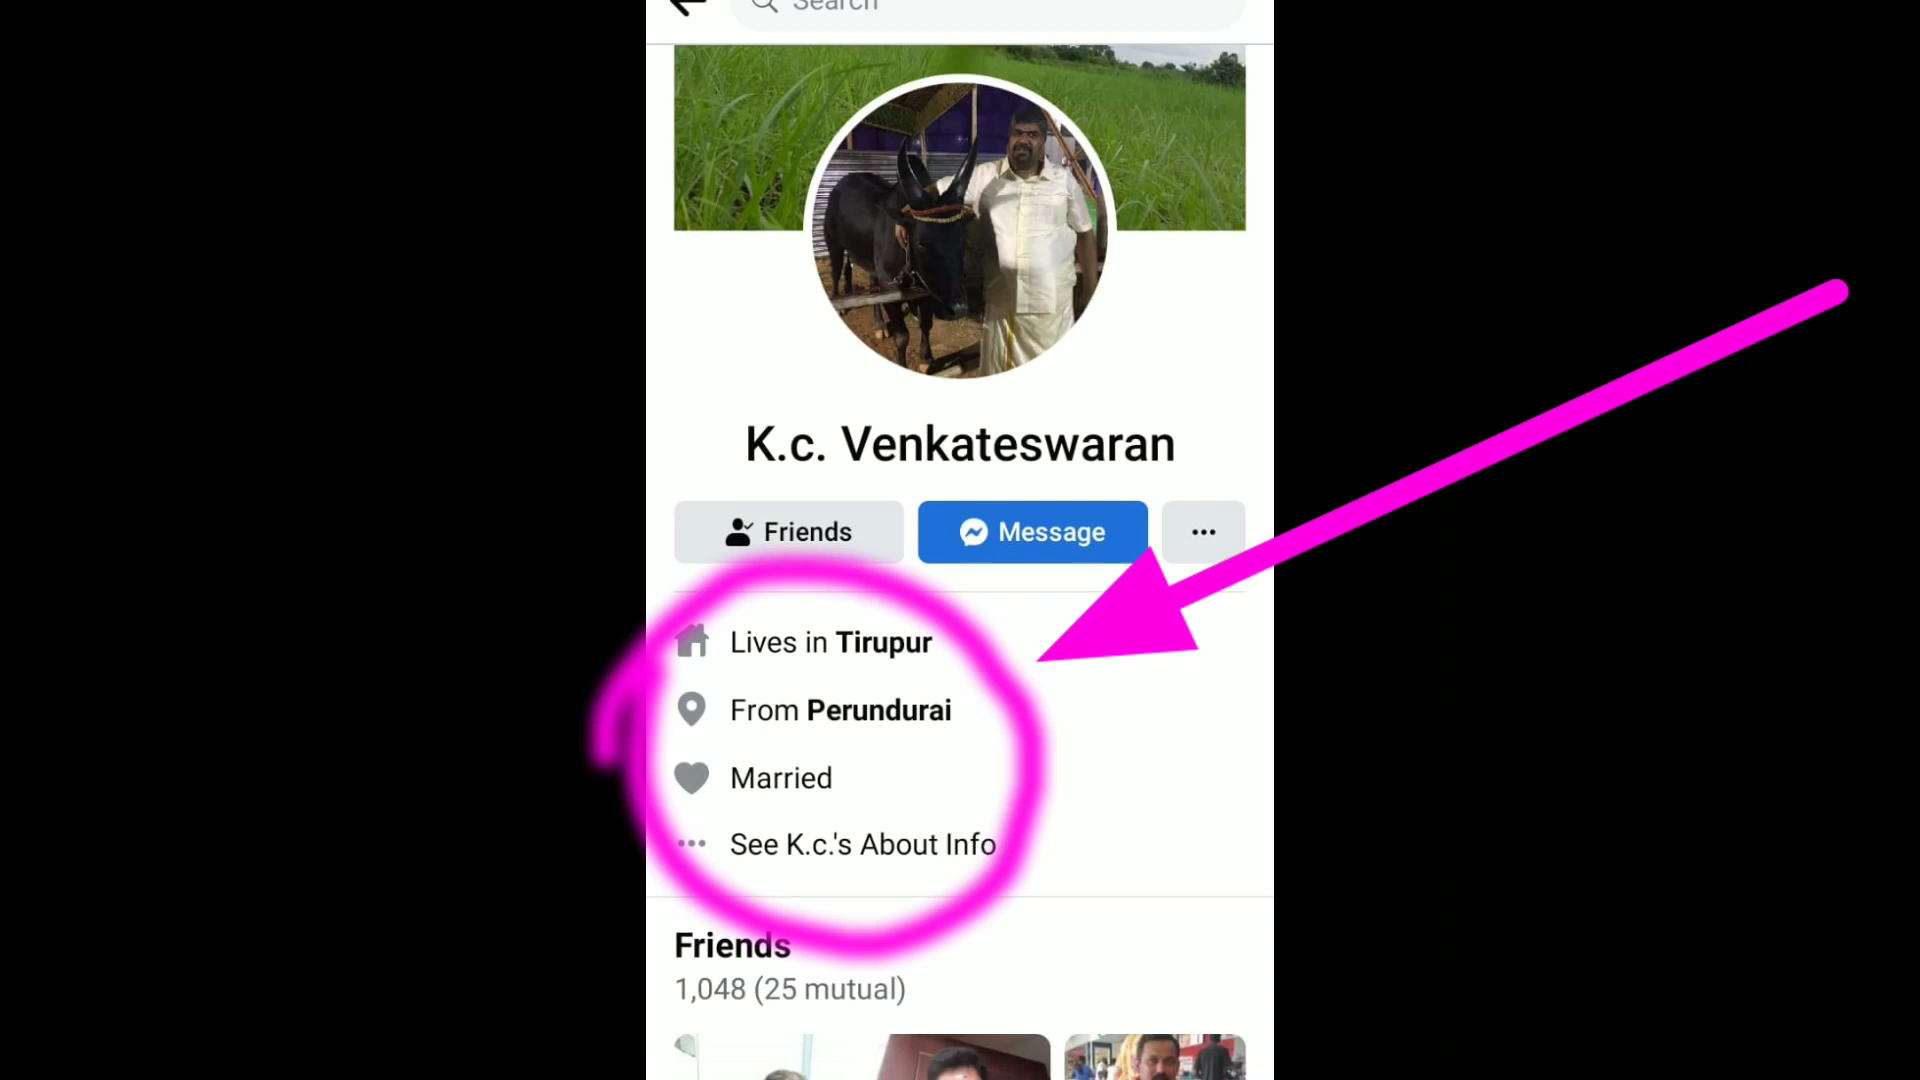 Search
K.c. Venkateswaran
Friends
Message
Lives in Tirupur
From Perundurai
Married
See K.c.'s About Info
Friends
1,048 (25 mutual)